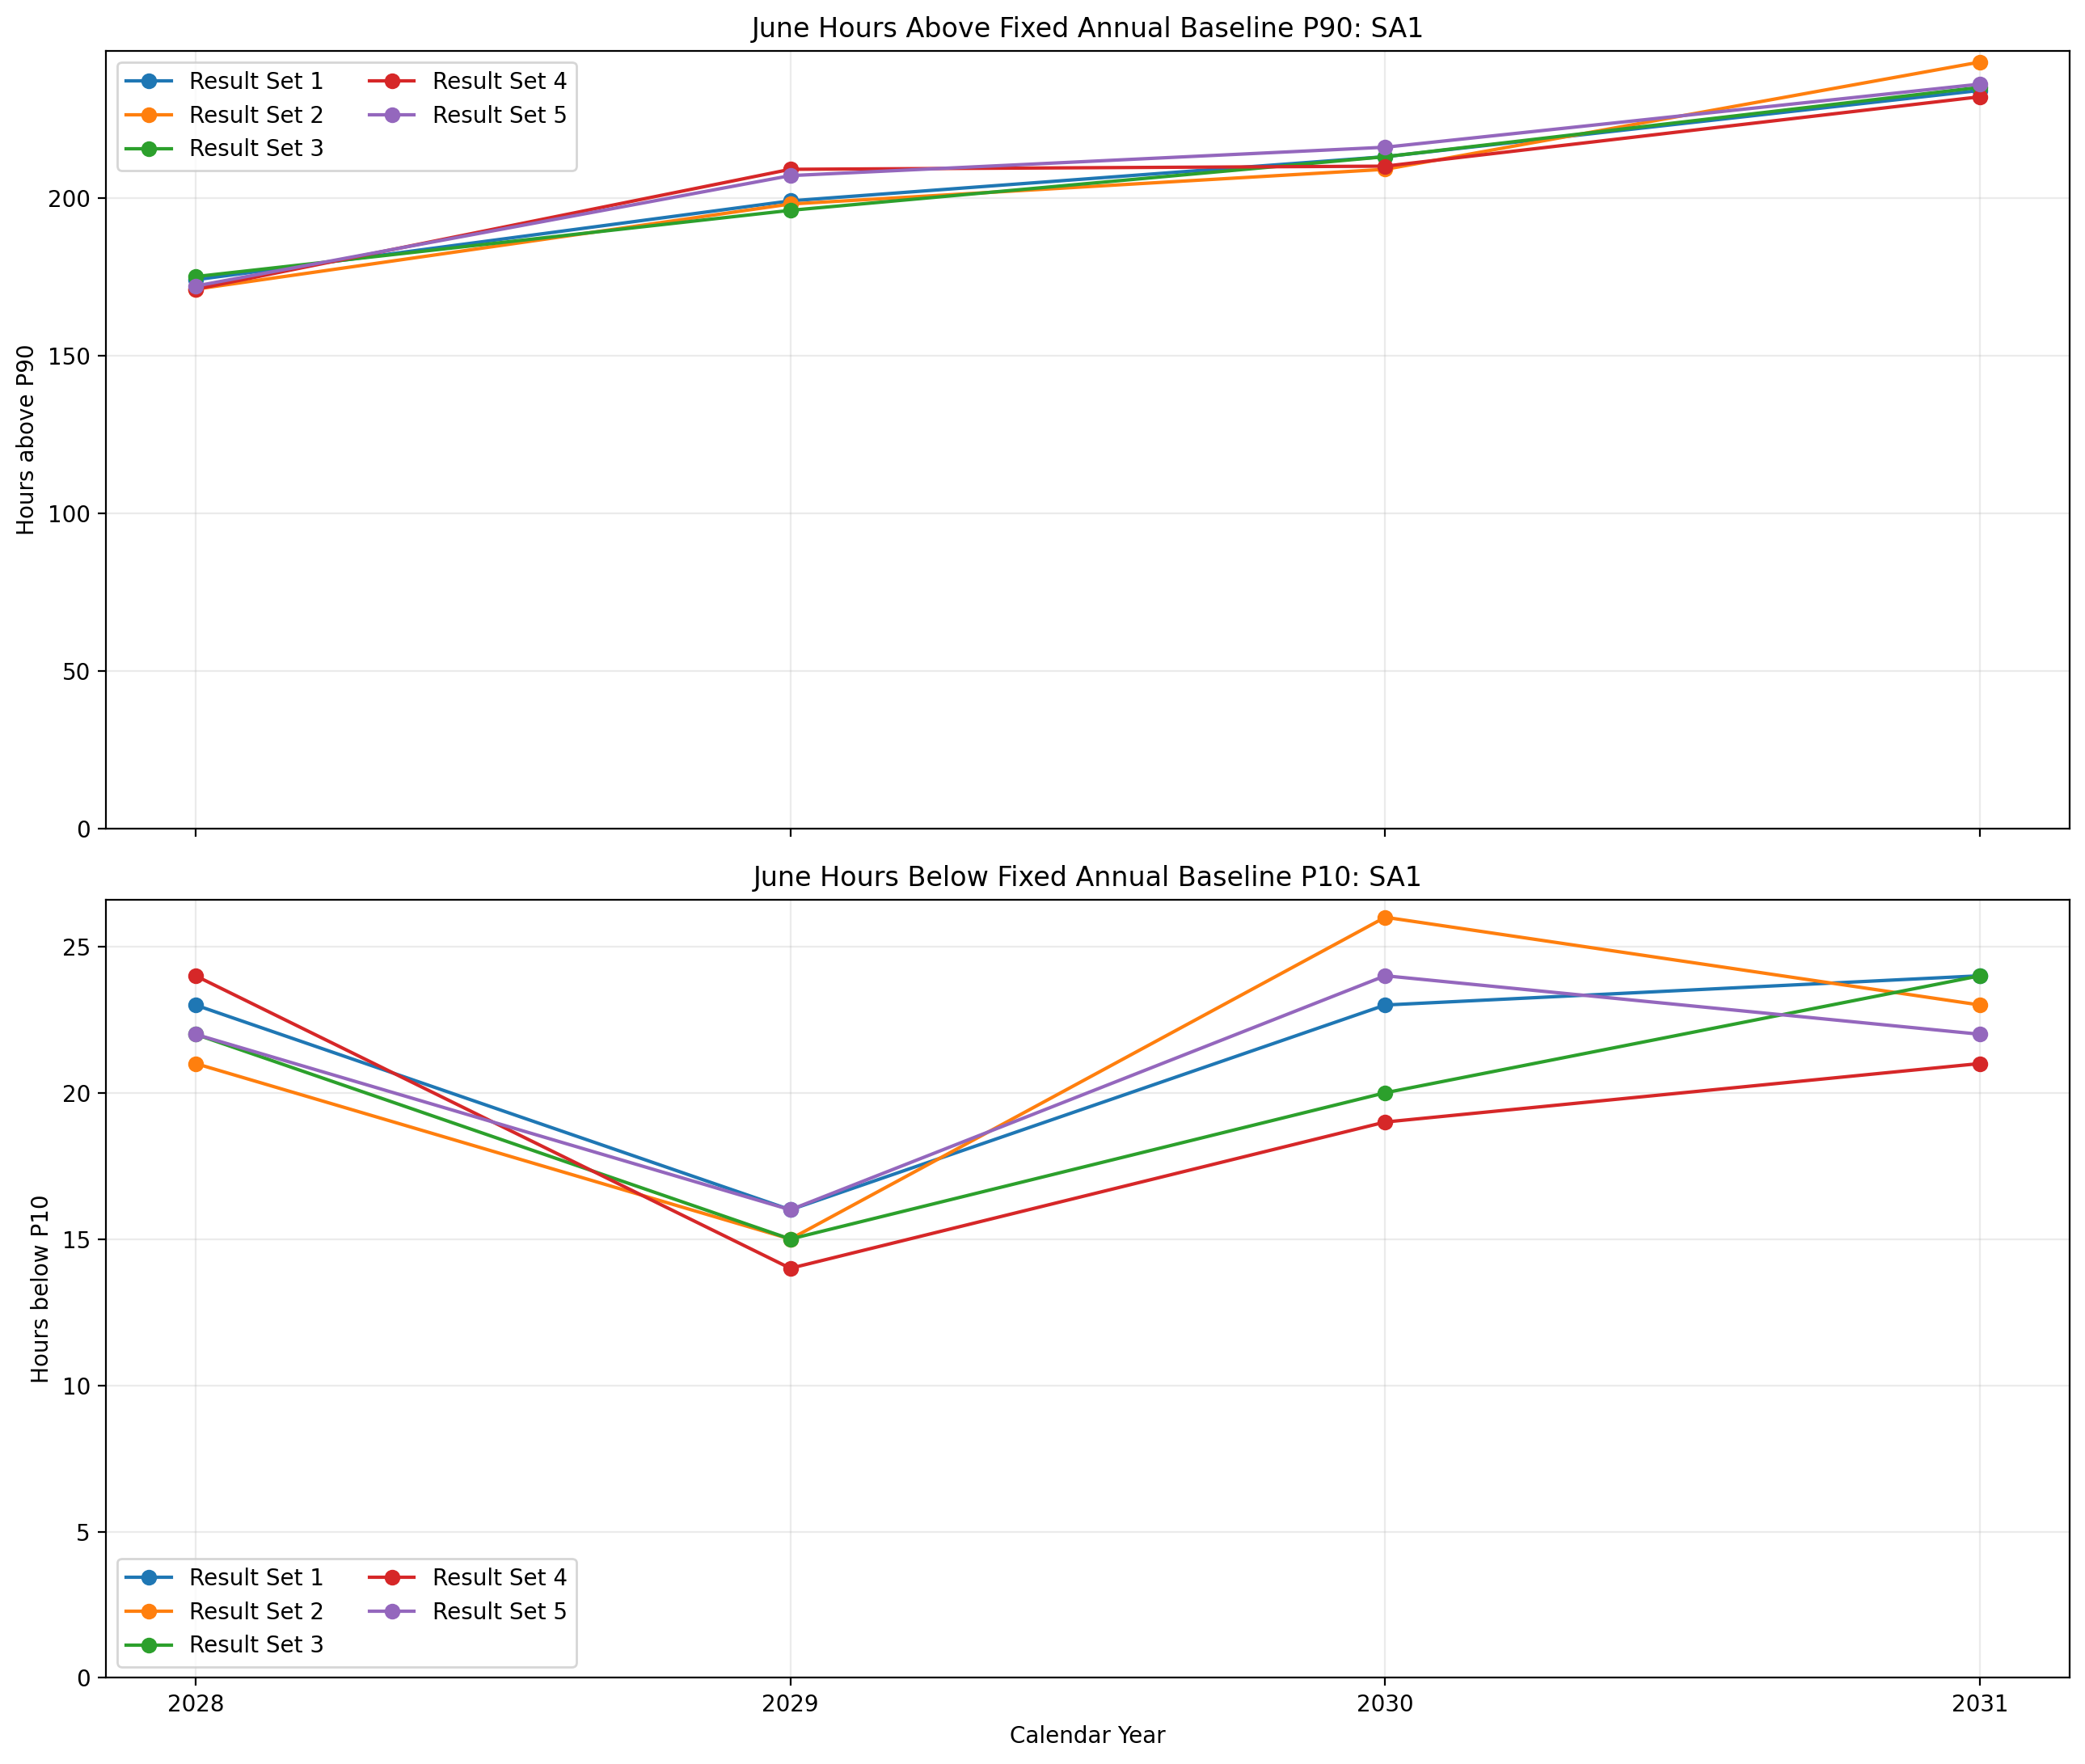 June Hours Above Fixed Annual Baseline P90: SA1
Result Set 1
Result Set 2
Result Set 3
Result Set 4
Result Set 5
Hours above P90
200
150
100
50
0
June Hours Below Fixed Annual Baseline P10: SA1
Hours below P10
25
20
15
10
5
0
Result Set 1
Result Set 2
Result Set 3
Result Set 4
Result Set 5
2028
2029
2030
2031
Calendar Year